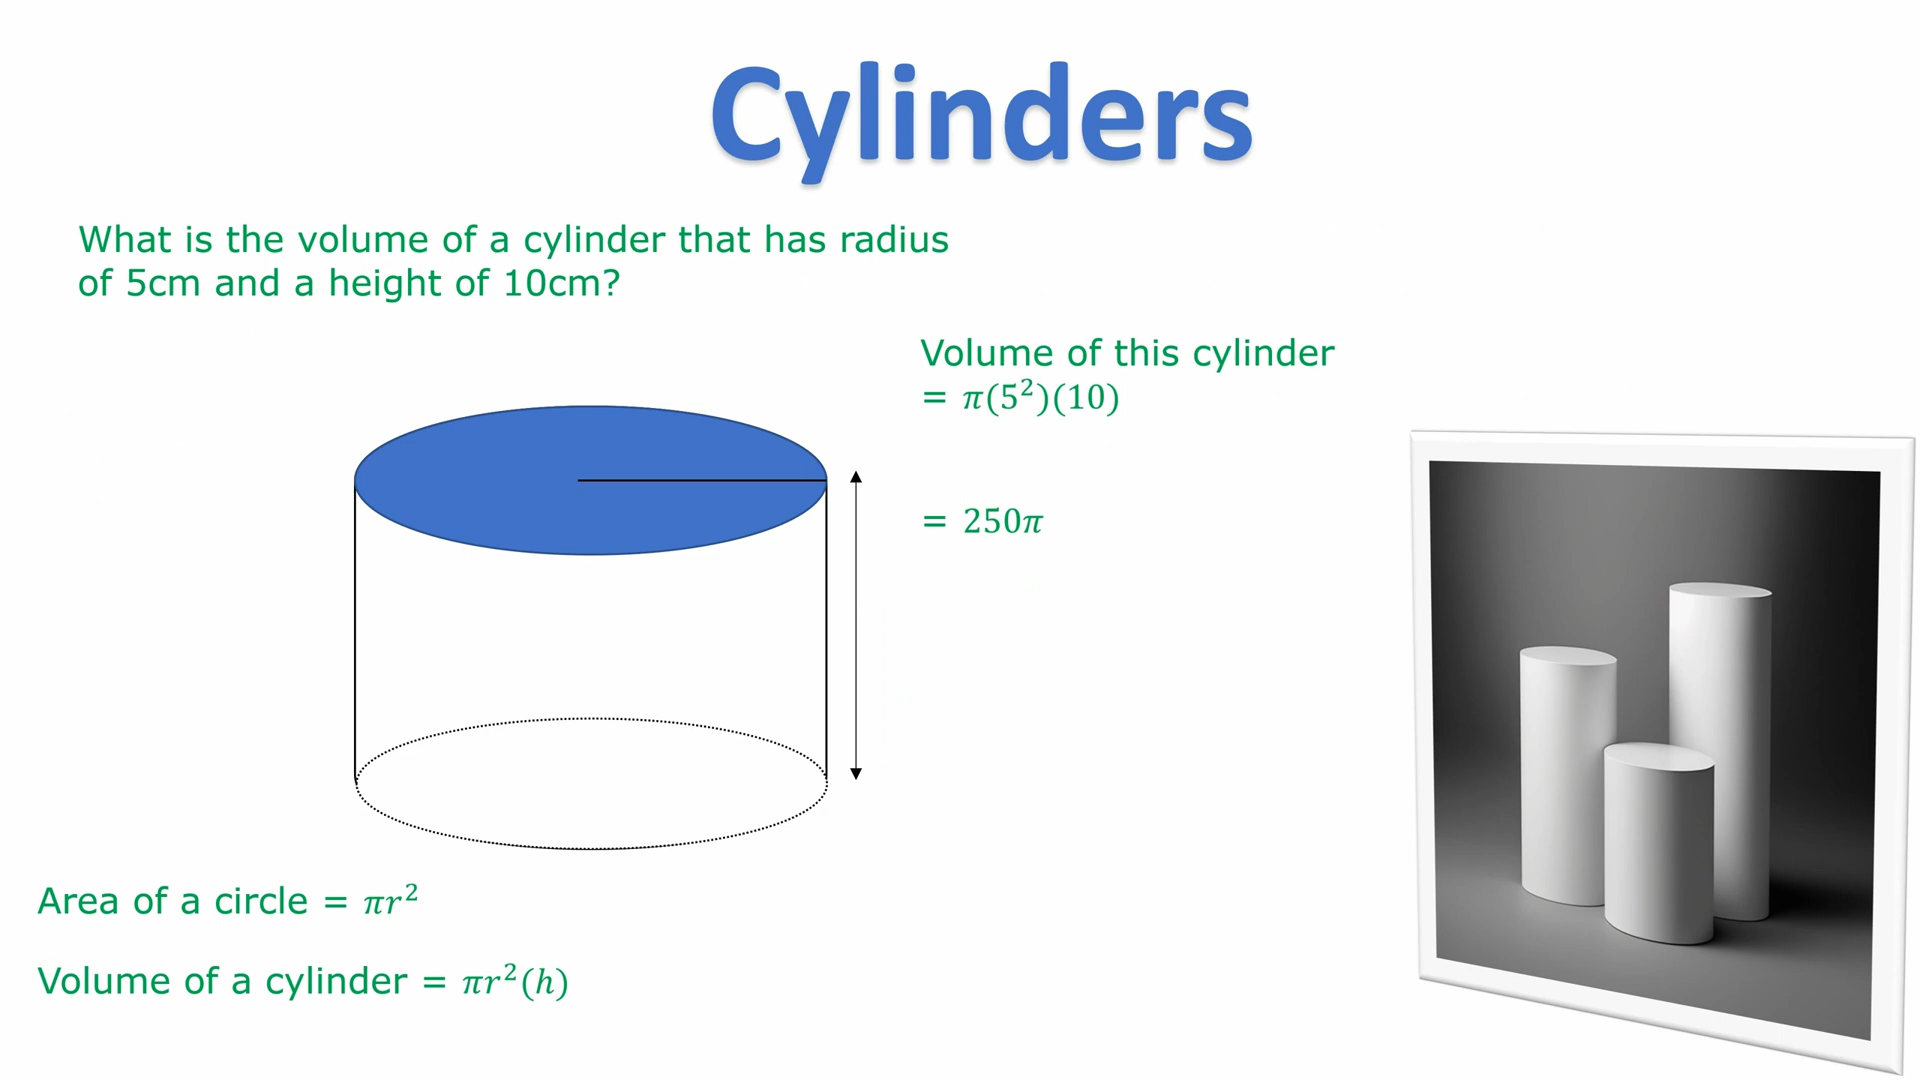 Cylinders
What is the volume of a cylinder that has radius
of 5cm and a height of 10cm?
Volume of this cylinder
= π(5²)(10)
= 250π
Area of a circle = πr²
Volume of a cylinder = πr²(h)